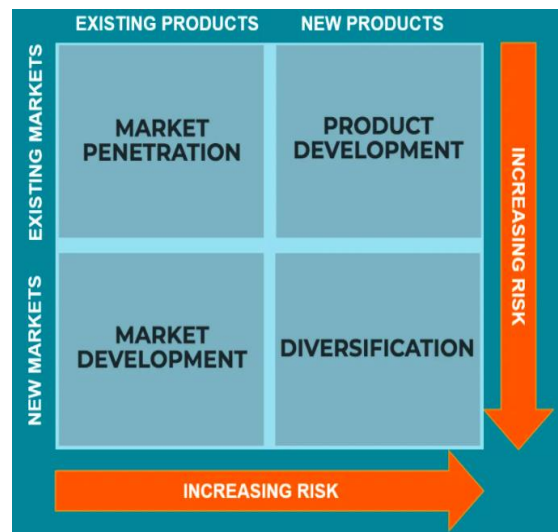 EXISTING PRODUCTS
NEW PRODUCTS
EXISTING MARKETS
MARKET
PENETRATION
PRODUCT
DEVELOPMENT
INCREASING RISK
NEW MARKETS
MARKET
DEVELOPMENT
DIVERSIFICATION
INCREASING RISK